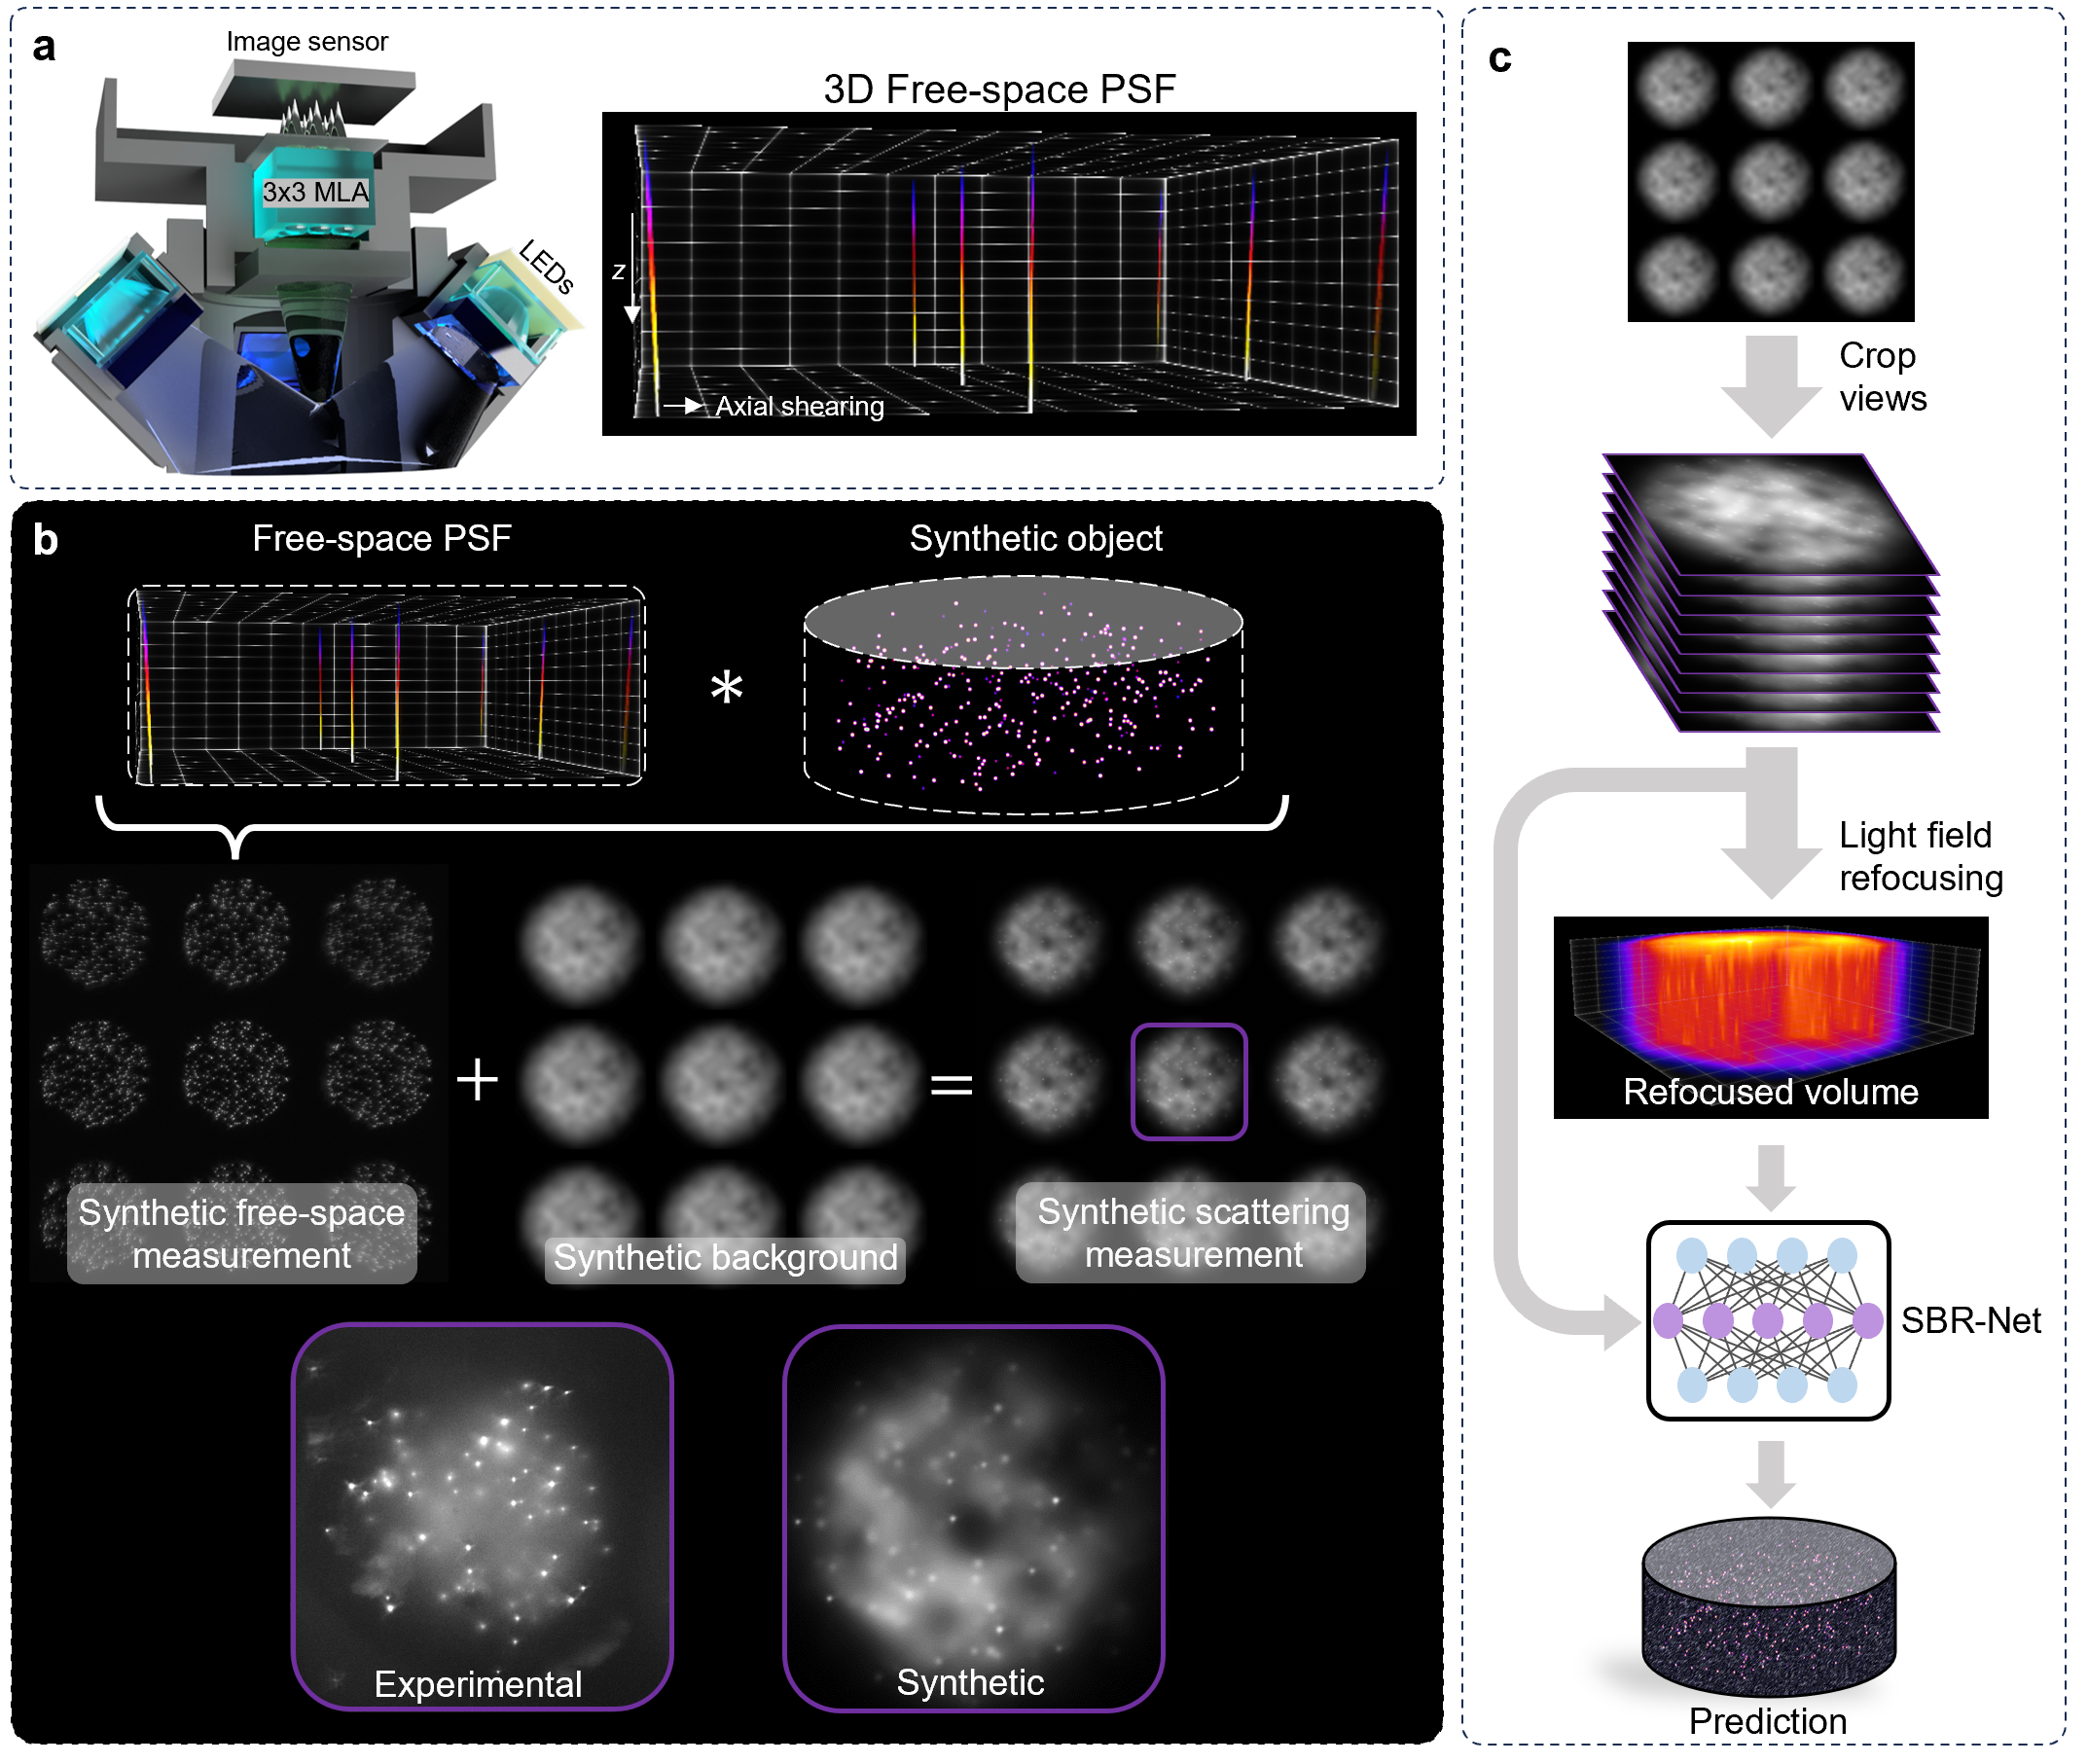 a
Image sensor
3x3 MLA
LEDs
3D Free-space PSF
z
Axial shearing
b
Free-space PSF
Synthetic object
*
Synthetic free-space
measurement
+
Synthetic background
=
Synthetic scattering
measurement
Experimental
Synthetic
c
Crop
views
Light field
refocusing
Refocused volume
SBR-Net
Prediction